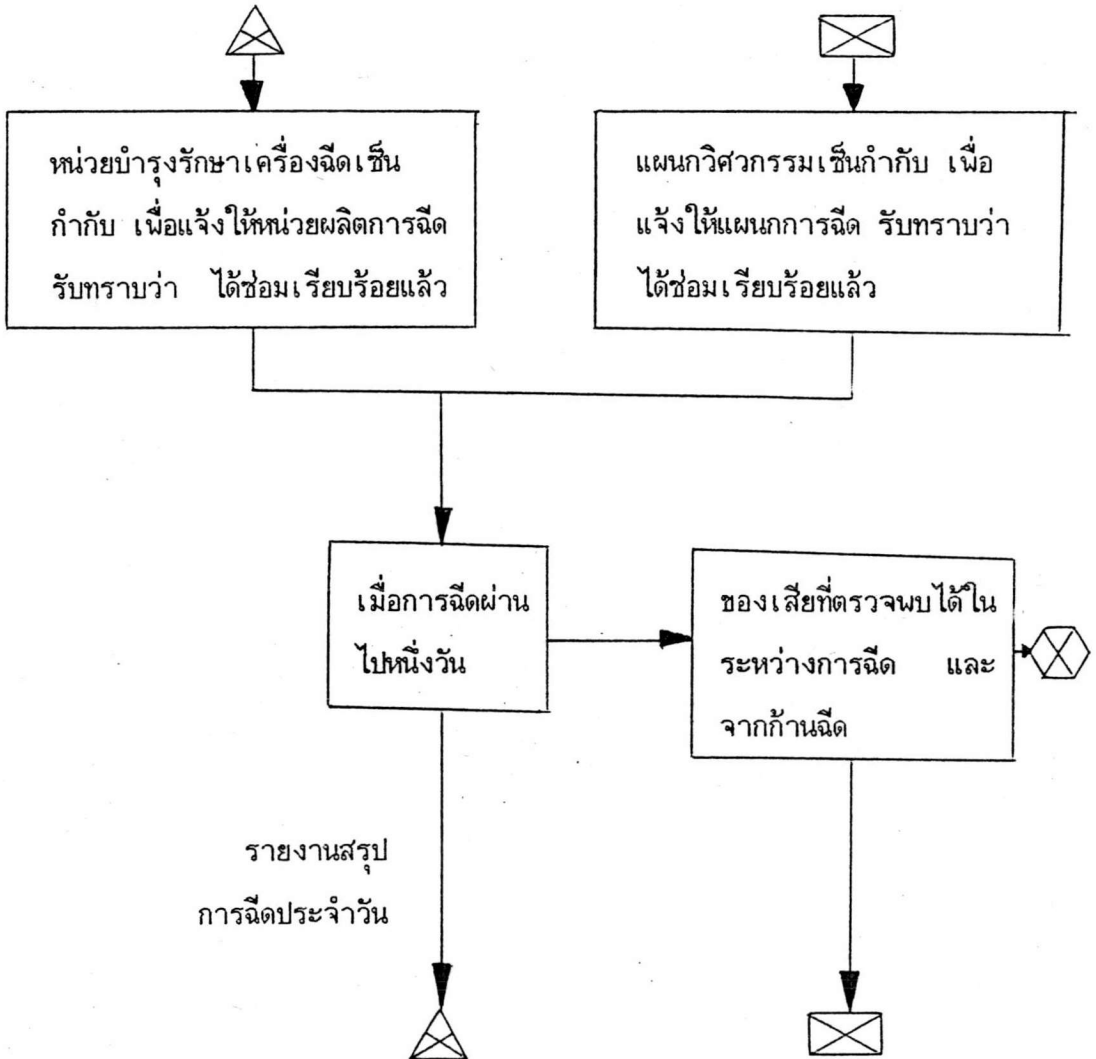 หน่วยบำรุงรักษาเครื่องฉีดเซ็น
กำกับ เพื่อแจ้งให้หน่วยผลิตการฉีด
รับทราบว่า ได้ซ่อมเรียบร้อยแล้ว
แผนกวิศวกรรมเซ็นกำกับ เพื่อ
แจ้งให้แผนกการฉีด รับทราบว่า
ได้ซ่อมเรียบร้อยแล้ว
เมื่อการฉีดผ่าน
ไปหนึ่งวัน
ของเสียที่ตรวจพบได้ใน
ระหว่างการฉีด และ
จากก้านฉีด
รายงานสรุป
การฉีดประจำวัน